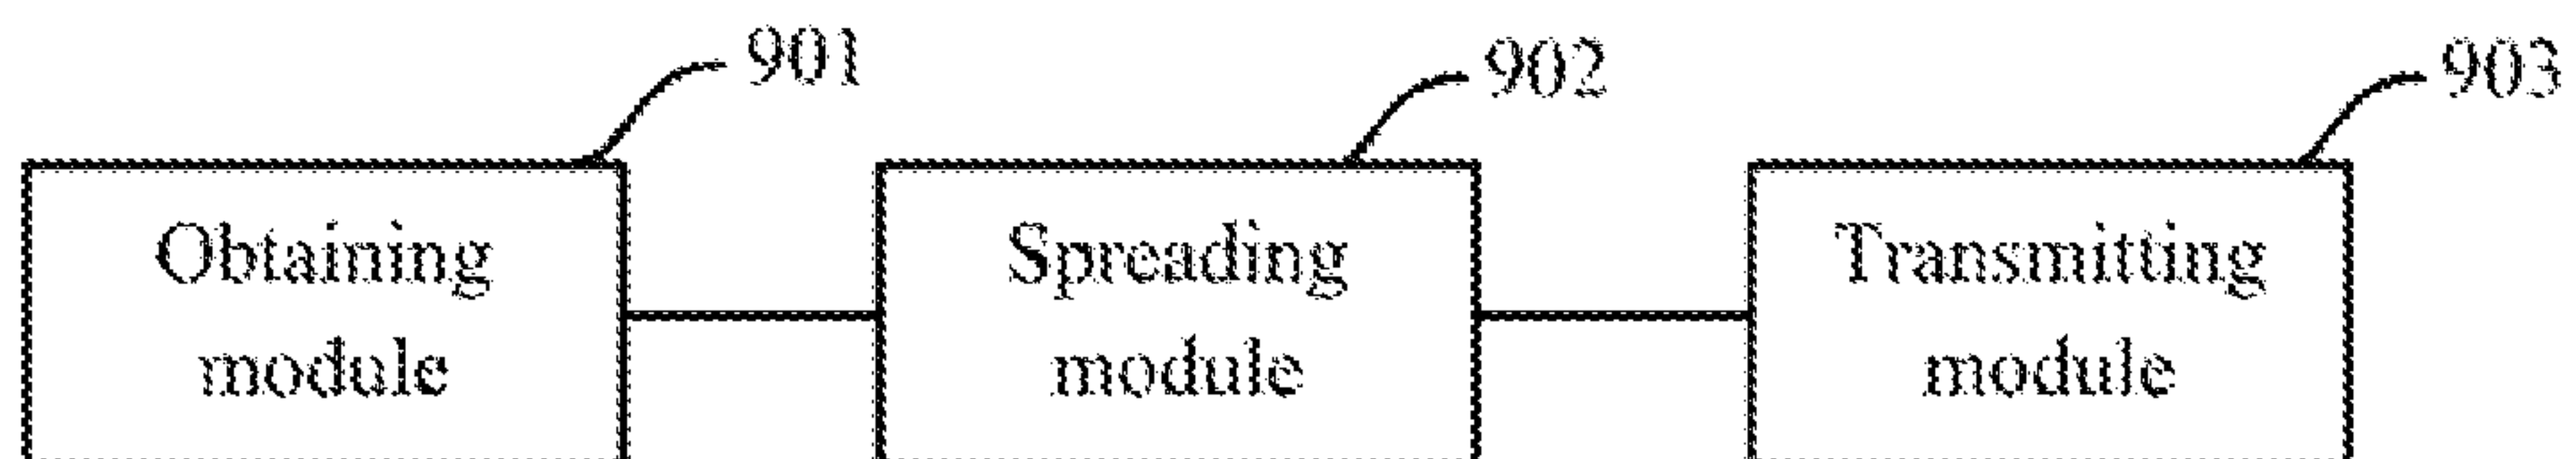 901
902
903
Obtaining
module
Spreading
module
Transmitting
module